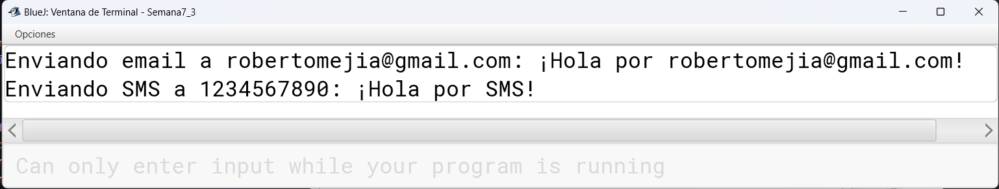 BlueJ: Ventana de Terminal - Semana7_3
Opciones
Enviando email a robertomejia@gmail.com: ¡Hola por robertomejia@gmail.com!
Enviando SMS a 1234567890: ¡Hola por SMS!
Can only enter input while your program is running